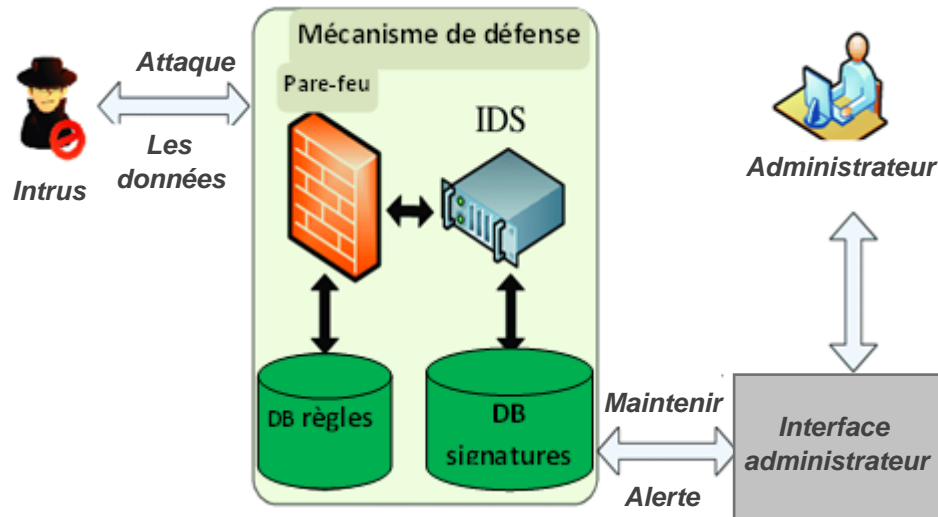 Mécanisme de défense
Attaque
Pare-feu
IDS
Les
données
Intrus
Administrateur
DB règles
DB
signatures
Maintenir
Alerte
Interface
administrateur